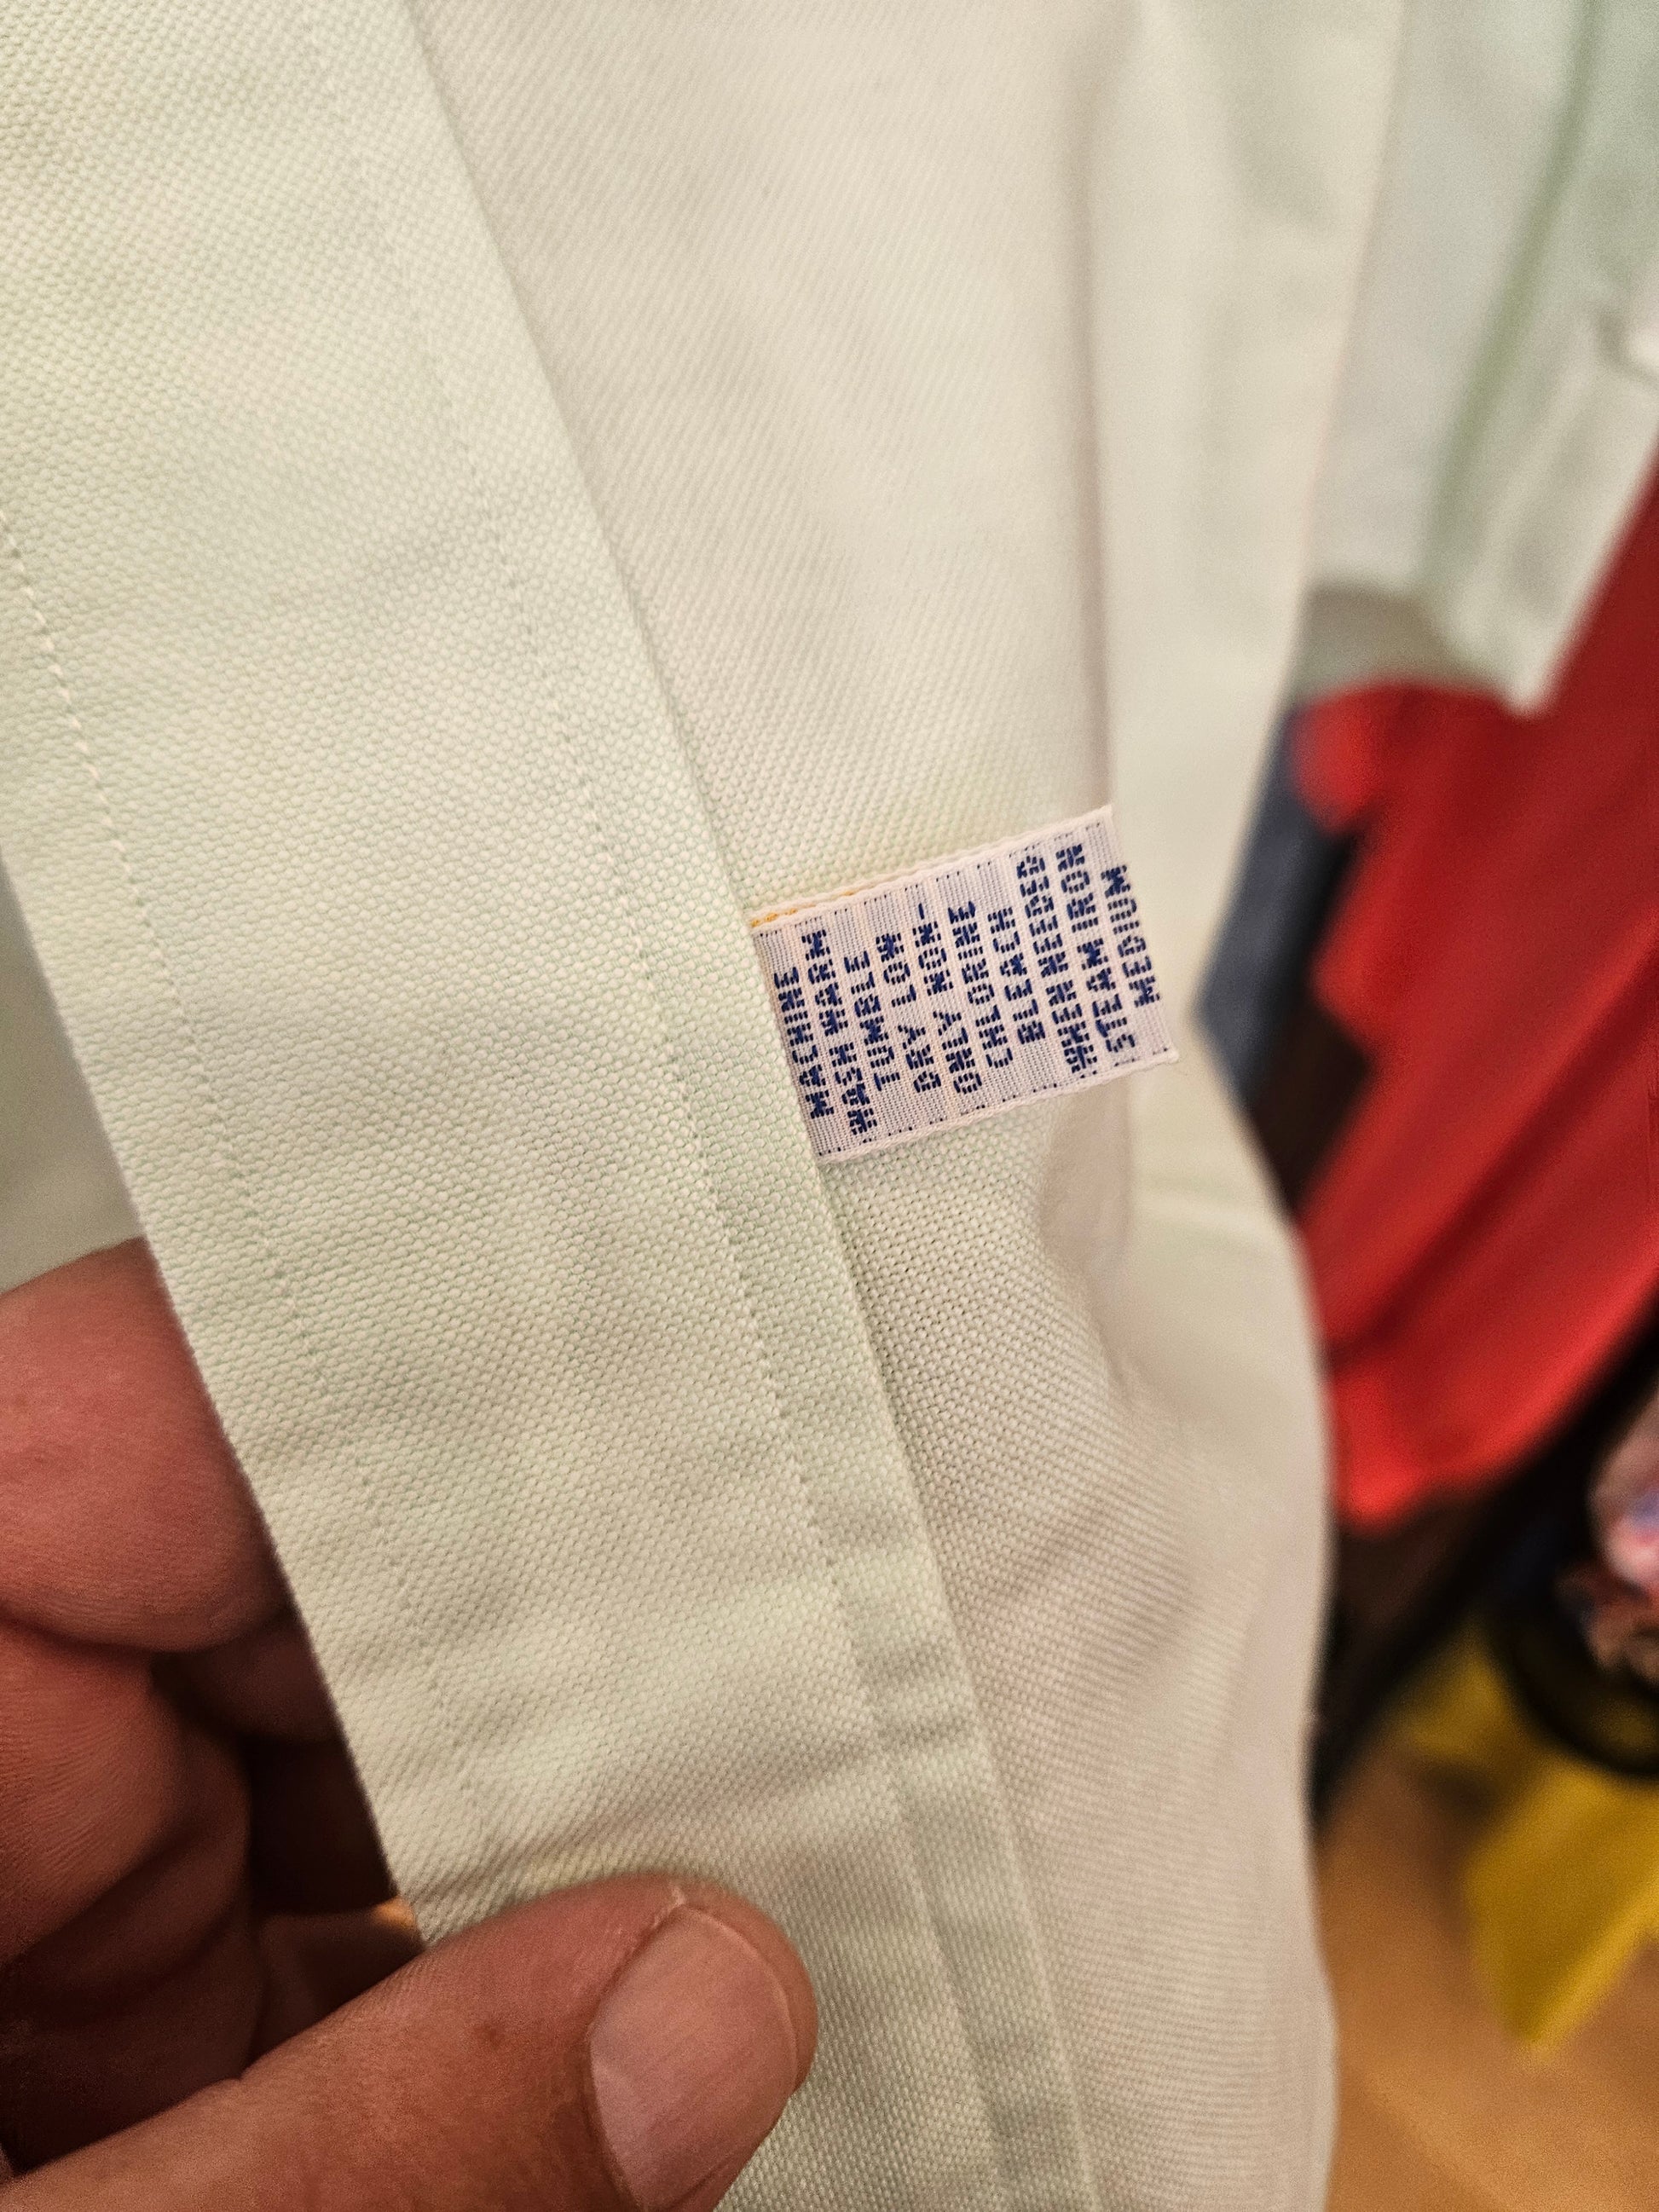 MACHINE
WASH WARM
TUMBLE
DRY LOW
ONLY NON-
CHLORINE
BLEACH
WHEN NEEDED
STEAM IRON
MEDIUM